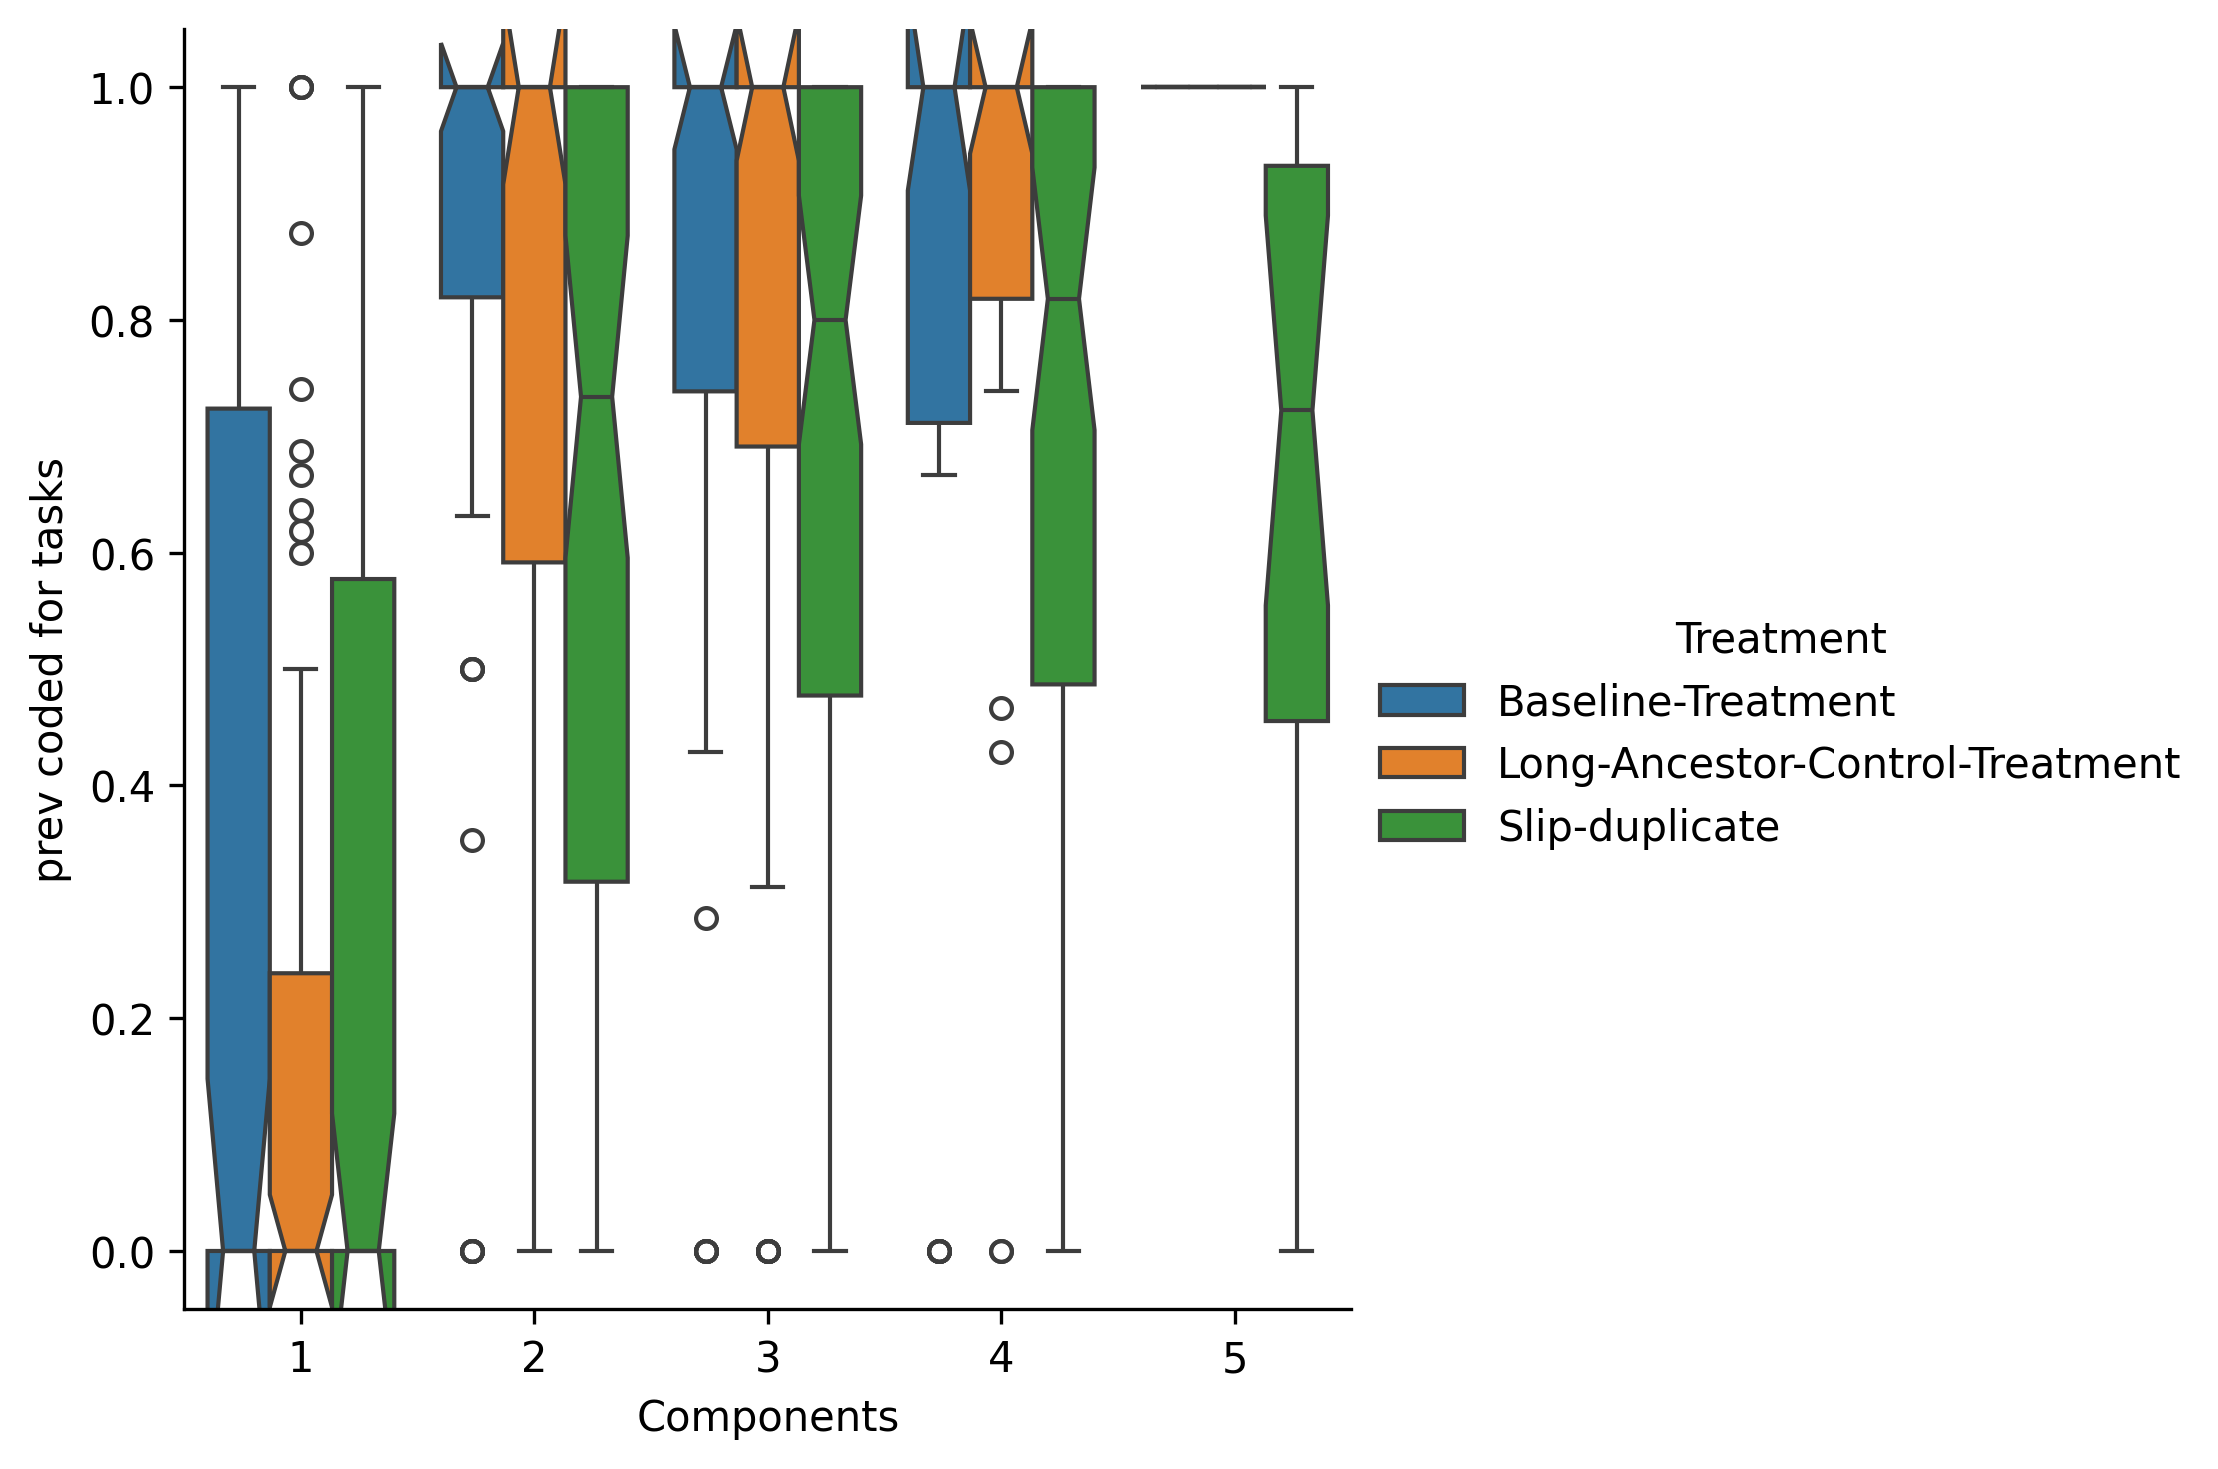 1.0
0.8
0.6
0.4
0.2
0.0
prev coded for tasks
1 2 3 4 5
Components
Treatment
Baseline-Treatment
Long-Ancestor-Control-Treatment
Slip-duplicate